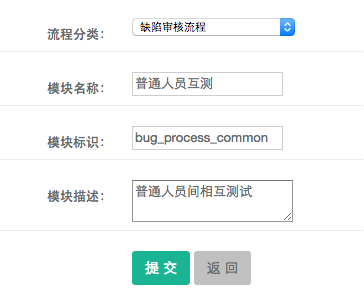 流程分类： 缺陷审核流程
模块名称： 普通人员互测
模块标识： bug_process_common
模块描述： 普通人员间相互测试
提 交 返 回